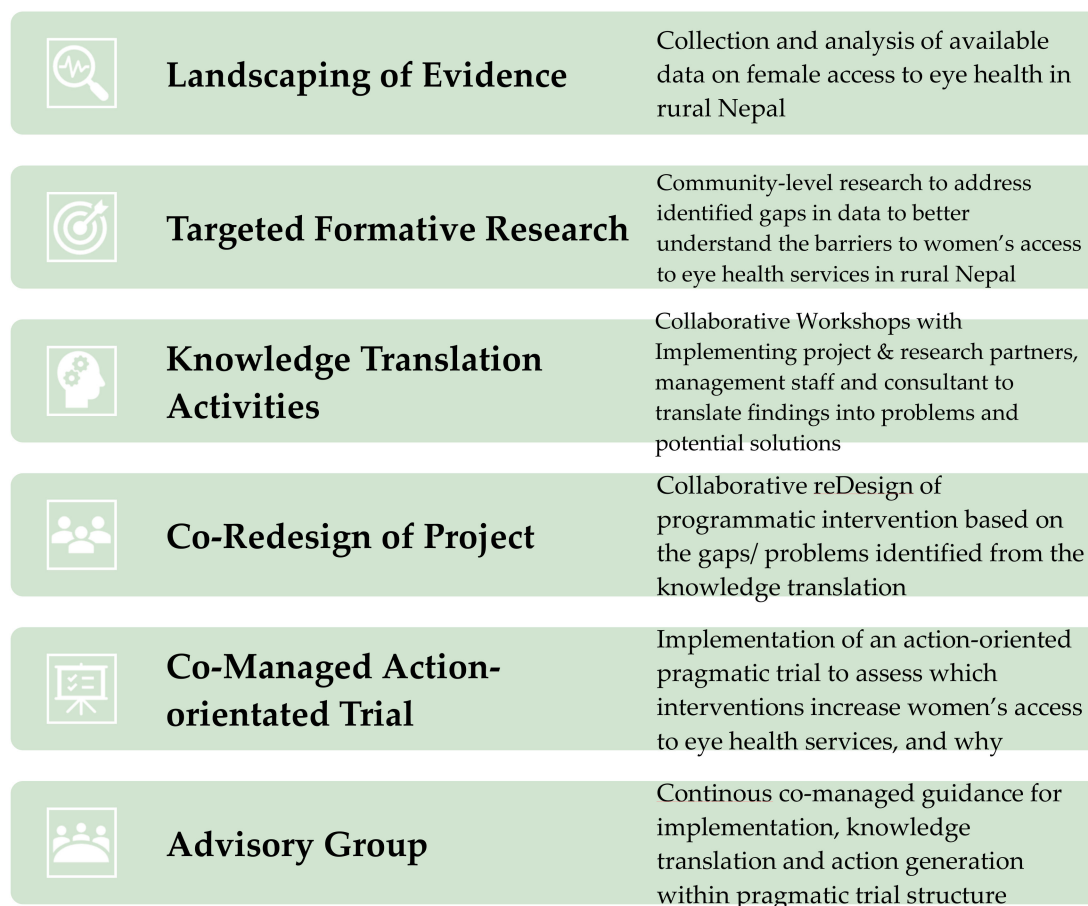 Landscaping of Evidence
Collection and analysis of available
data on female access to eye health in
rural Nepal
Targeted Formative Research
Community-level research to address
identified gaps in data to better
understand the barriers to women’s access
to eye health services in rural Nepal
Knowledge Translation
Activities
Collaborative Workshops with
Implementing project & research partners,
management staff and consultant to
translate findings into problems and
potential solutions
Co-Redesign of Project
Collaborative reDesign of
programmatic intervention based on
the gaps/ problems identified from the
knowledge translation
Co-Managed Action-
orientated Trial
Implementation of an action-oriented
pragmatic trial to assess which
interventions increase women’s access
to eye health services, and why
Advisory Group
Continous co-managed guidance for
implementation, knowledge
translation and action generation
within pragmatic trial structure